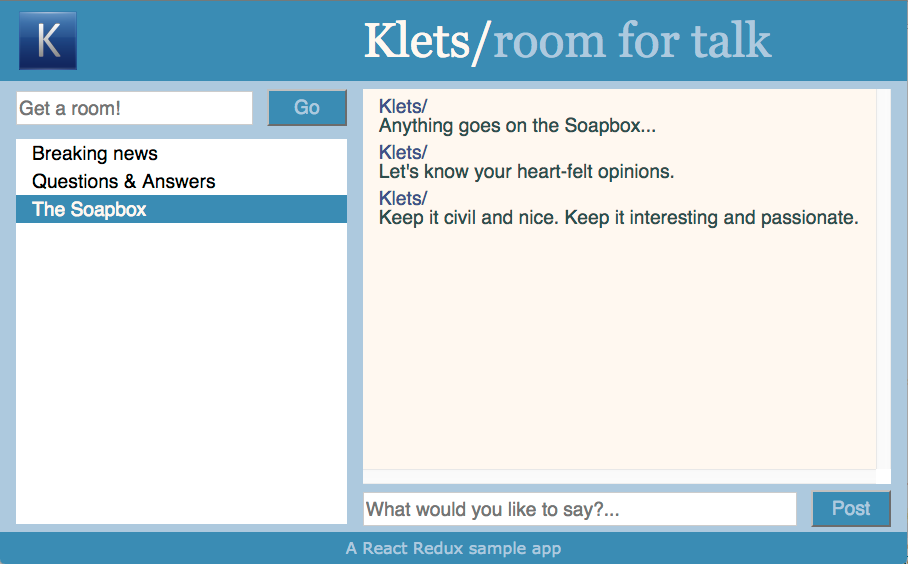 K
Klets/room for talk
Get a room!
Go
Breaking news
Questions & Answers
The Soapbox
Klets/
Anything goes on the Soapbox...
Klets/
Let's know your heart-felt opinions.
Klets/
Keep it civil and nice. Keep it interesting and passionate.
What would you like to say?...
Post
A React Redux sample app